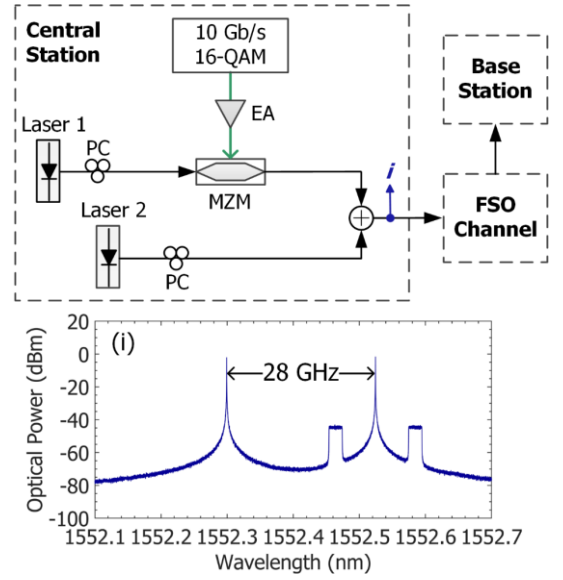 Central
Station
10 Gb/s
16-QAM
Base
Station
EA
Laser 1
PC
MZM
i
FSO
Channel
Laser 2
PC
(i)
Optical Power (dBm)
20
0
-20
-40
-60
-80
-100
28 GHz
1552.1 1552.2 1552.3 1552.4 1552.5 1552.6 1552.7
Wavelength (nm)